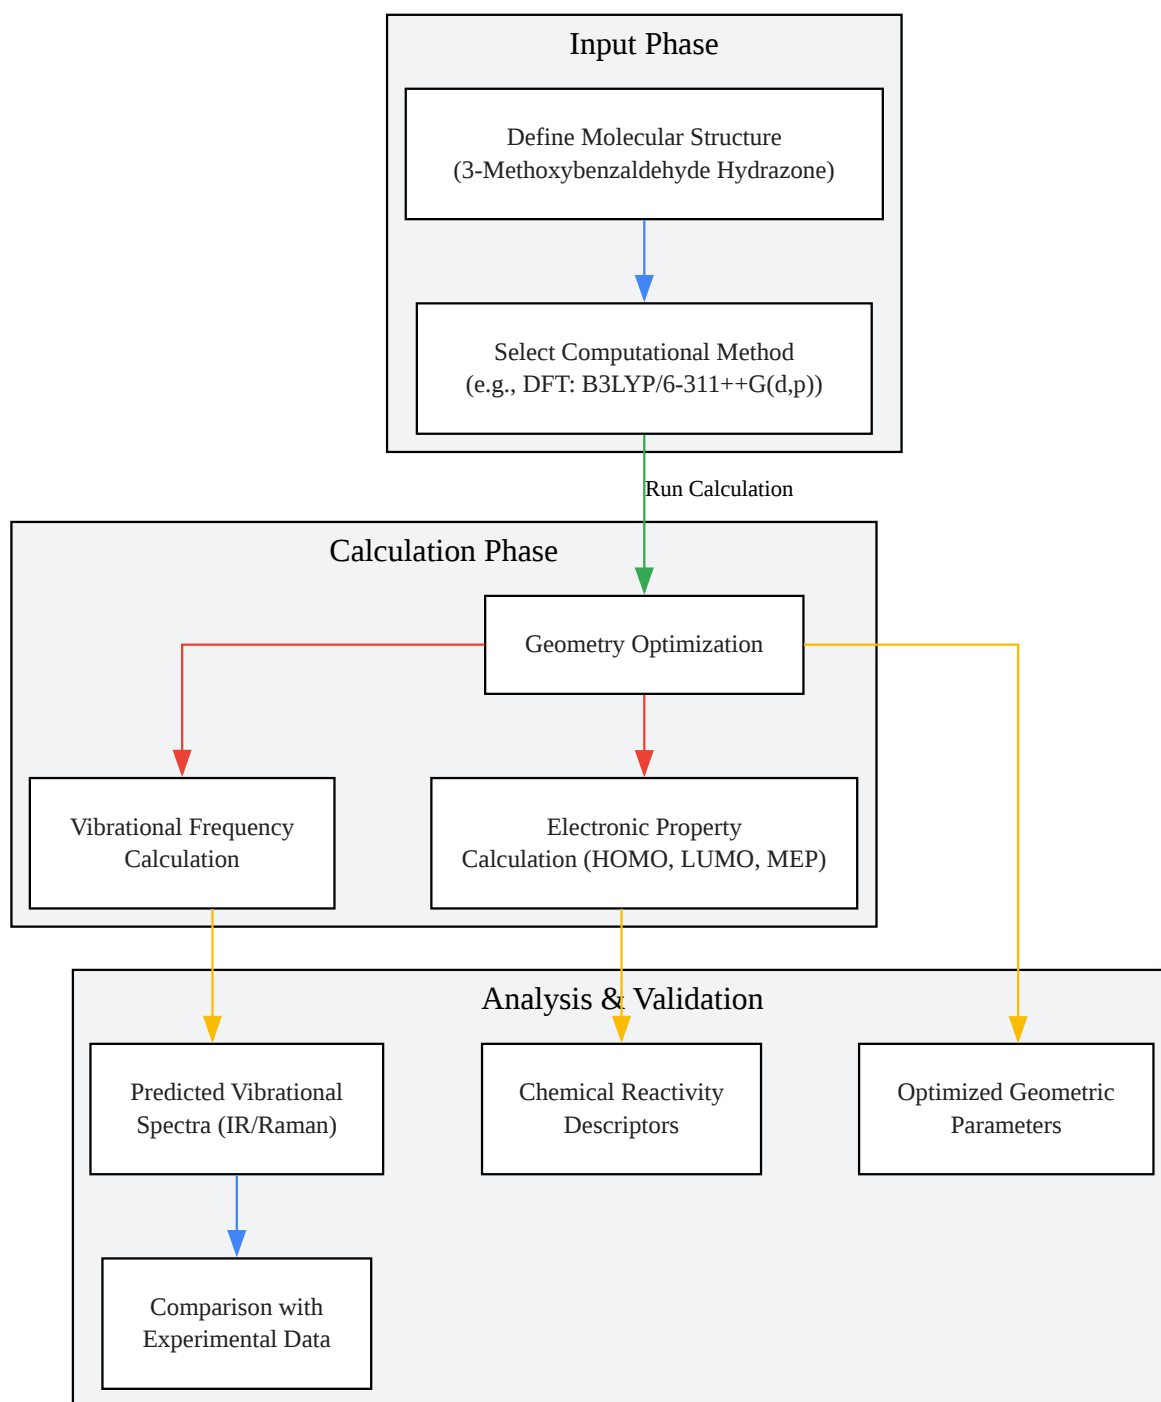 Input Phase
Define Molecular Structure
(3-Methoxybenzaldehyde Hydrazone)
Select Computational Method
(e.g., DFT: B3LYP/6-311++G(d,p))
Run Calculation
Calculation Phase
Geometry Optimization
Vibrational Frequency
Calculation
Electronic Property
Calculation (HOMO, LUMO, MEP)
Analysis & Validation
Predicted Vibrational
Spectra (IR/Raman)
Chemical Reactivity
Descriptors
Optimized Geometric
Parameters
Comparison with
Experimental Data